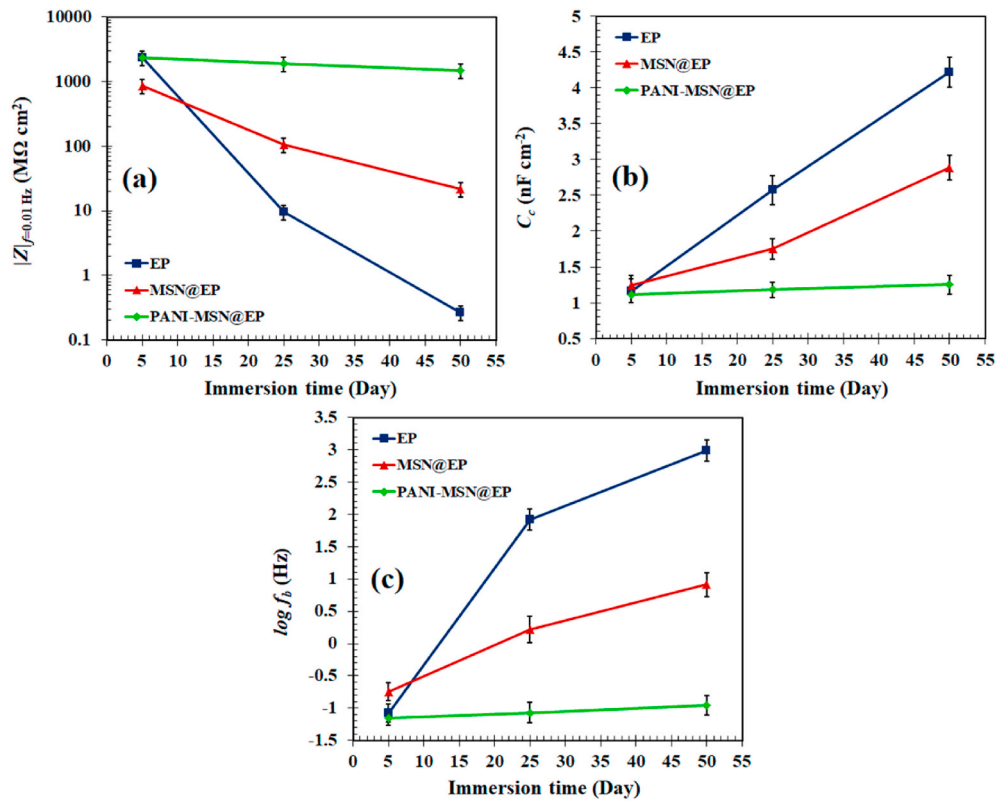 10000
1000
100
10
1
0.1
|Z|f=0.01 Hz (MΩ cm²)
(a)
EP
MSN@EP
PANI-MSN@EP
0 5 10 15 20 25 30 35 40 45 50 55
Immersion time (Day)
5
4.5
4
3.5
3
2.5
2
1.5
1
0.5
Cc (nF cm⁻²)
EP
MSN@EP
PANI-MSN@EP
(b)
0 5 10 15 20 25 30 35 40 45 50 55
Immersion time (Day)
3.5
3
2.5
2
1.5
1
0.5
0
-0.5
-1
-1.5
log fb (Hz)
EP
MSN@EP
PANI-MSN@EP
(c)
0 5 10 15 20 25 30 35 40 45 50 55
Immersion time (Day)